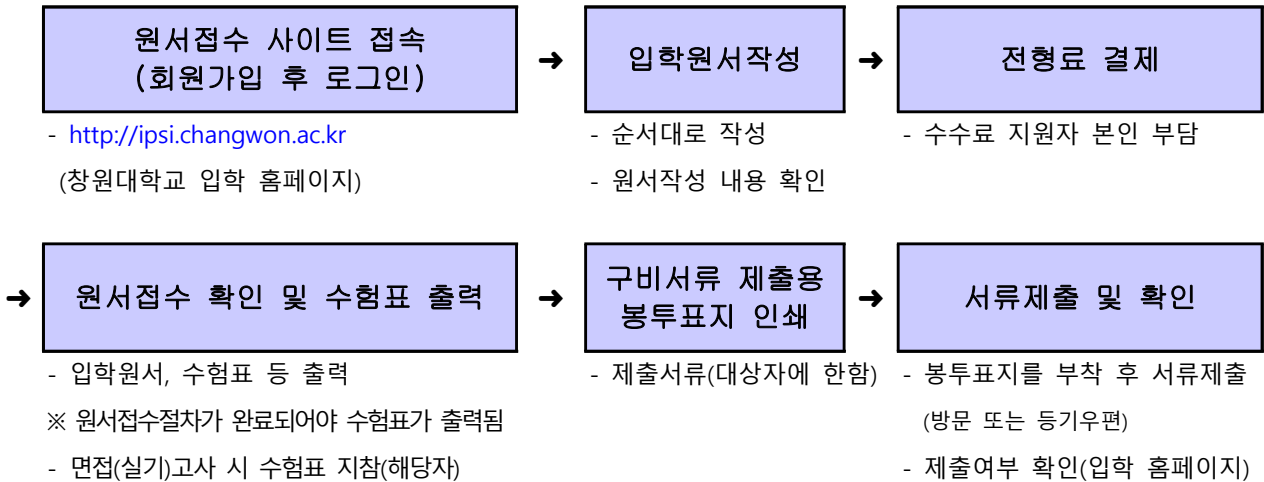 원서접수 사이트 접속
(회원가입 후 로그인)
➜
입학원서작성
➜
전형료 결제
- http://ipsi.changwon.ac.kr
(창원대학교 입학 홈페이지)
- 순서대로 작성
- 원서작성 내용 확인
- 수수료 지원자 본인 부담
➜
원서접수 확인 및 수험표 출력
➜
구비서류 제출용
봉투표지 인쇄
➜
서류제출 및 확인
- 입학원서, 수험표 등 출력
※ 원서접수절차가 완료되어야 수험표가 출력됨
- 면접(실기)고사 시 수험표 지참(해당자)
- 제출서류(대상자에 한함)
- 봉투표지를 부착 후 서류제출
(방문 또는 등기우편)
- 제출여부 확인(입학 홈페이지)